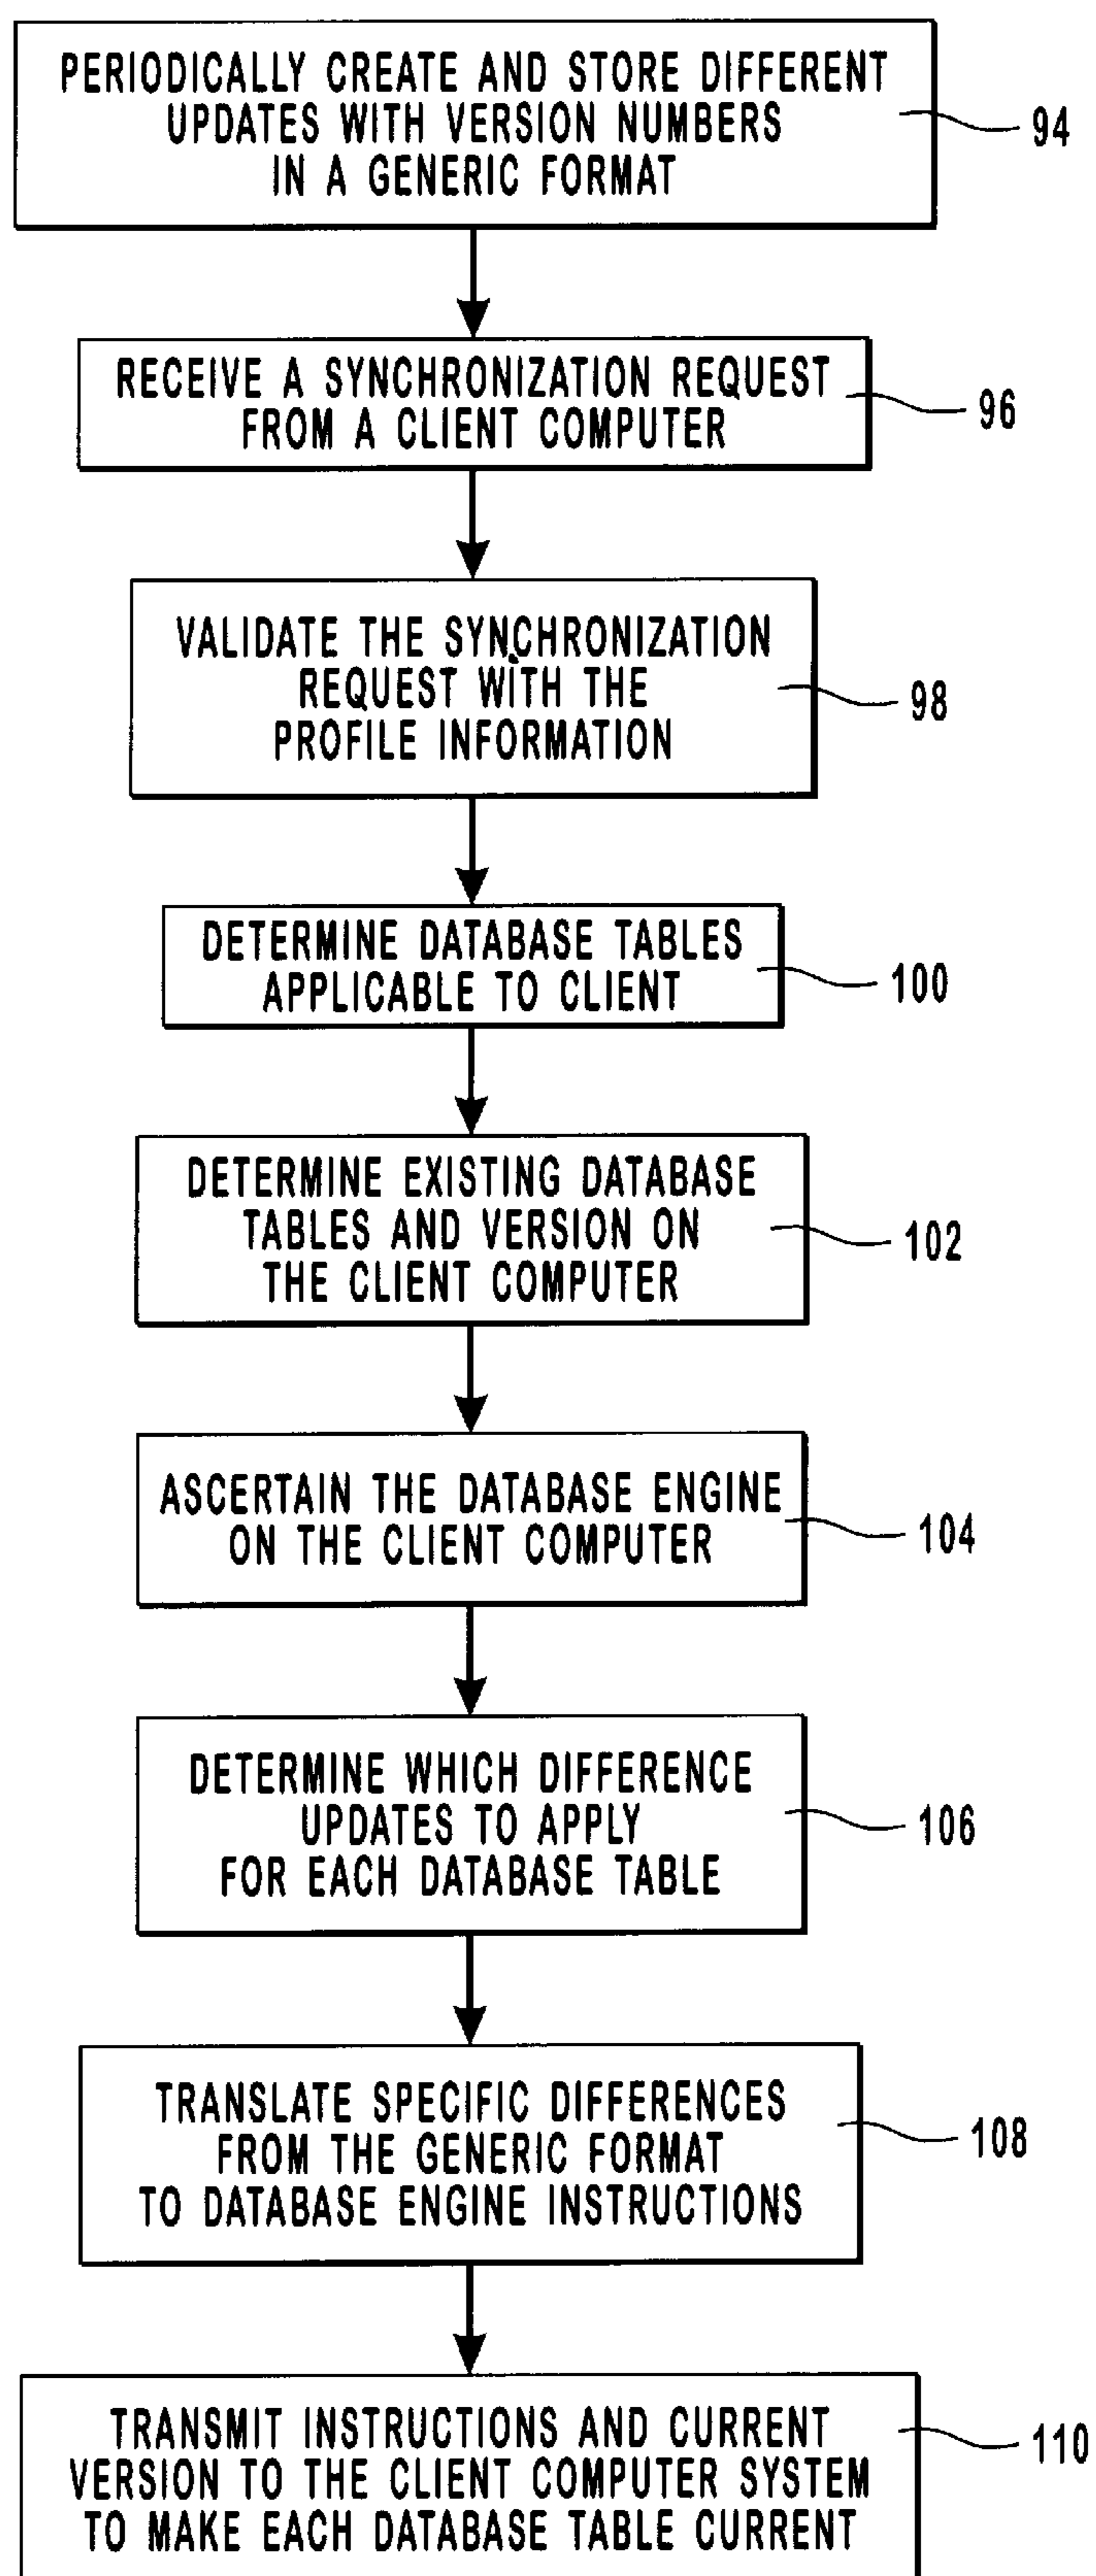 PERIODICALLY CREATE AND STORE DIFFERENT
UPDATES WITH VERSION NUMBERS
IN A GENERIC FORMAT
94
RECEIVE A SYNCHRONIZATION REQUEST
FROM A CLIENT COMPUTER
96
VALIDATE THE SYNCHRONIZATION
REQUEST WITH THE
PROFILE INFORMATION
98
DETERMINE DATABASE TABLES
APPLICABLE TO CLIENT
100
DETERMINE EXISTING DATABASE
TABLES AND VERSION ON
THE CLIENT COMPUTER
102
ASCERTAIN THE DATABASE ENGINE
ON THE CLIENT COMPUTER
104
DETERMINE WHICH DIFFERENCE
UPDATES TO APPLY
FOR EACH DATABASE TABLE
106
TRANSLATE SPECIFIC DIFFERENCES
FROM THE GENERIC FORMAT
TO DATABASE ENGINE INSTRUCTIONS
108
TRANSMIT INSTRUCTIONS AND CURRENT
VERSION TO THE CLIENT COMPUTER SYSTEM
TO MAKE EACH DATABASE TABLE CURRENT
110